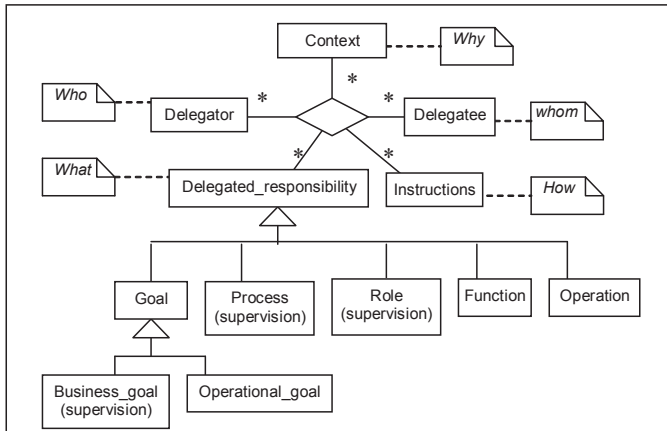 Context
Why
*
Who
Delegator
*
*
Delegatee
whom
What
*
*
Delegated_responsibility
Instructions
How
Goal
Process
(supervision)
Role
(supervision)
Function
Operation
Business_goal
(supervision)
Operational_goal